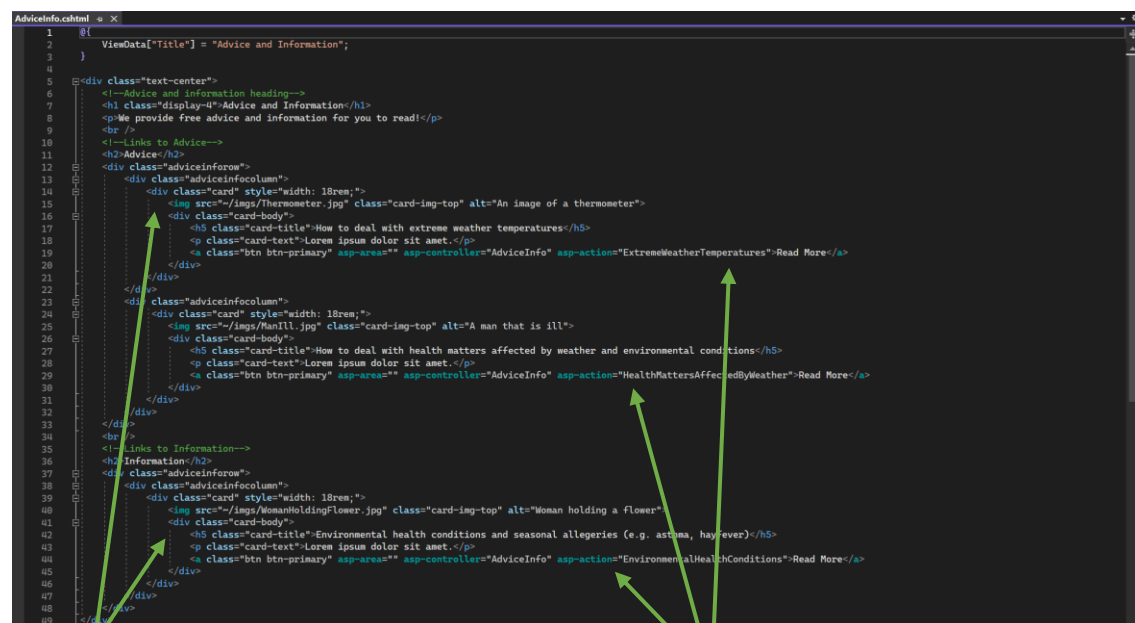 AdviceInfo.cshtml
1 @{
2 ViewData["Title"] = "Advice and Information";
3 }
4
5 <div class="text-center">
6 <!--Advice and information heading-->
7 <h1 class="display-4">Advice and Information</h1>
8 <p>We provide free advice and information for you to read!</p>
9 <br />
10 <!--Links to Advice-->
11 <h2>Advice</h2>
12 <div class="adviceinforow">
13 <div class="adviceinfocolumn">
14 <div class="card" style="width: 18rem;">
15 <img src="~/imgs/Thermometer.jpg" class="card-img-top" alt="An image of a thermometer">
16 <div class="card-body">
17 <h5 class="card-title">How to deal with extreme weather temperatures</h5>
18 <p class="card-text">Lorem ipsum dolor sit amet.</p>
19 <a class="btn btn-primary" asp-area="" asp-controller="AdviceInfo" asp-action="ExtremeWeatherTemperatures">Read More</a>
20 </div>
21 </div>
22 </div>
23 <div class="adviceinfocolumn">
24 <div class="card" style="width: 18rem;">
25 <img src="~/imgs/ManIll.jpg" class="card-img-top" alt="A man that is ill">
26 <div class="card-body">
27 <h5 class="card-title">How to deal with health matters affected by weather and environmental conditions</h5>
28 <p class="card-text">Lorem ipsum dolor sit amet.</p>
29 <a class="btn btn-primary" asp-area="" asp-controller="AdviceInfo" asp-action="HealthMattersAffectedByWeather">Read More</a>
30 </div>
31 </div>
32 </div>
33 </div>
34 <br />
35 <!--Links to Information-->
36 <h2>Information</h2>
37 <div class="adviceinforow">
38 <div class="adviceinfocolumn">
39 <div class="card" style="width: 18rem;">
40 <img src="~/imgs/WomanHoldingFlower.jpg" class="card-img-top" alt="Woman holding a flower">
41 <div class="card-body">
42 <h5 class="card-title">Environmental health conditions and seasonal allegeries (e.g. asthma, hayfever)</h5>
43 <p class="card-text">Lorem ipsum dolor sit amet.</p>
44 <a class="btn btn-primary" asp-area="" asp-controller="AdviceInfo" asp-action="EnvironmentalHealthConditions">Read More</a>
45 </div>
46 </div>
47 </div>
48 </div>
49 </div>